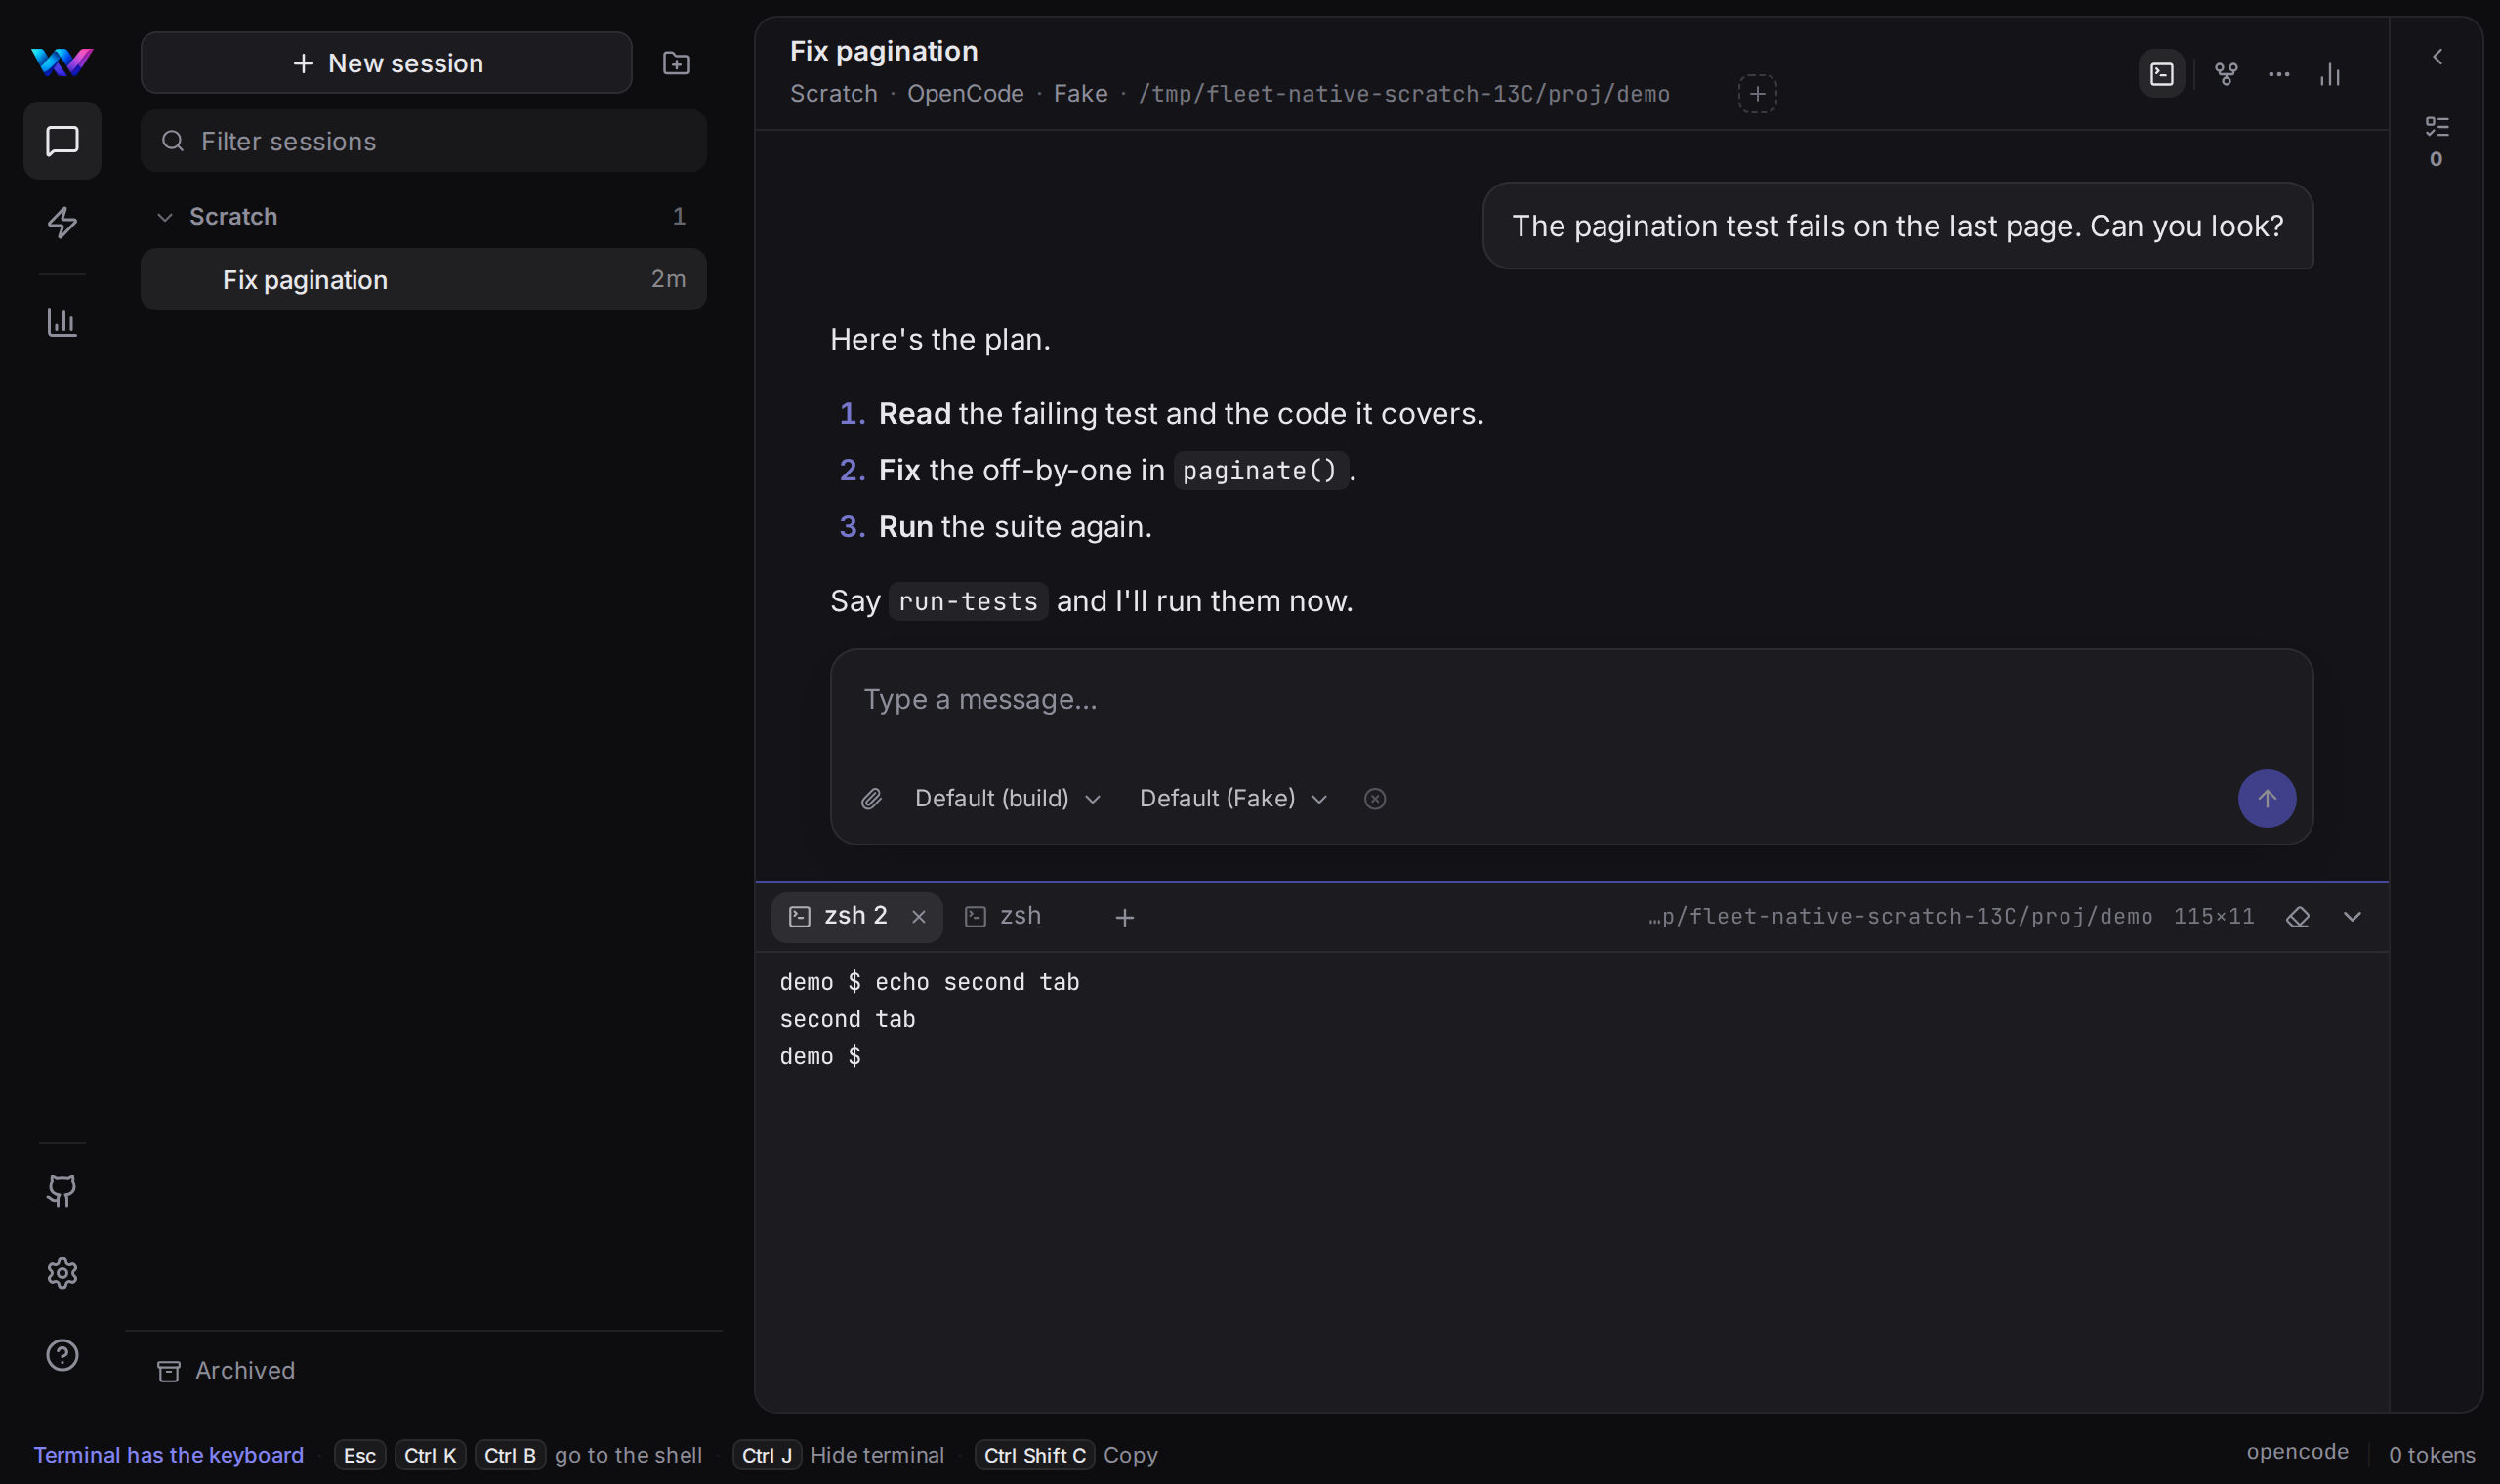 New session
Filter sessions
Scratch 1
Fix pagination 2m
Archived
Fix pagination
Scratch · OpenCode · Fake · /tmp/fleet-native-scratch-13C/proj/demo
0
The pagination test fails on the last page. Can you look?
Here's the plan.
1. Read the failing test and the code it covers.
2. Fix the off-by-one in paginate().
3. Run the suite again.
Say run-tests and I'll run them now.
Type a message...
Default (build) Default (Fake)
zsh 2 zsh …p/fleet-native-scratch-13C/proj/demo 115×11
demo $ echo second tab
second tab
demo $
Terminal has the keyboard · Esc Ctrl K Ctrl B go to the shell · Ctrl J Hide terminal · Ctrl Shift C Copy opencode 0 tokens